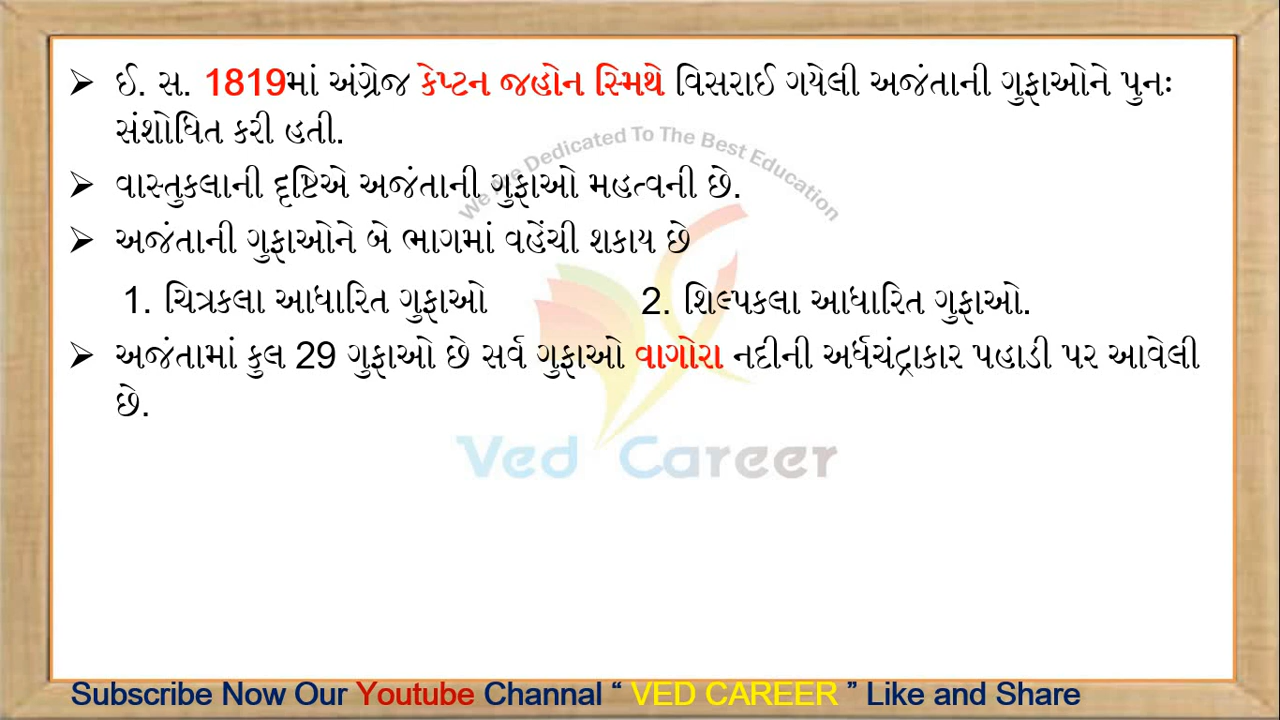 ➢ ઈ. સ. 1819માં અંગ્રેજ કેપ્ટન જહોન સ્મિથે વિસરાઈ ગયેલી અજંતાની ગુફાઓને પુનઃ
સંશોધિત કરી હતી.
We Are Dedicated To The Best Education
➢ વાસ્તુકલાની દૃષ્ટિએ અજંતાની ગુફાઓ મહત્વની છે.
➢ અજંતાની ગુફાઓને બે ભાગમાં વહેંચી શકાય છે
1. ચિત્રકલા આધારિત ગુફાઓ 2. શિલ્પકલા આધારિત ગુફાઓ.
➢ અજંતામાં કુલ 29 ગુફાઓ છે સર્વ ગુફાઓ વાગોરા નદીની અર્ધચંદ્રાકાર પહાડી પર આવેલી
છે.
Ved Career
Subscribe Now Our Youtube Channal “ VED CAREER ” Like and Share